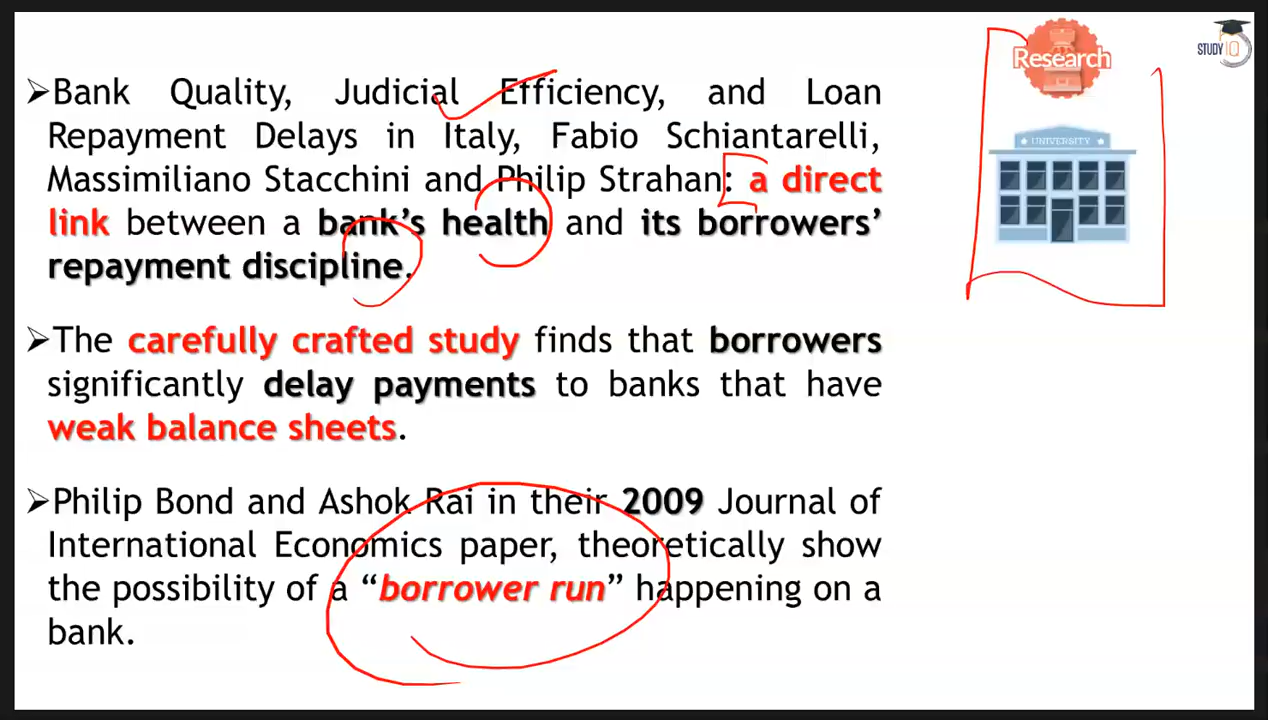 ➢Bank Quality, Judicial Efficiency, and Loan
Repayment Delays in Italy, Fabio Schiantarelli,
Massimiliano Stacchini and Philip Strahan: a direct
link between a bank’s health and its borrowers’
repayment discipline.
➢The carefully crafted study finds that borrowers
significantly delay payments to banks that have
weak balance sheets.
➢Philip Bond and Ashok Rai in their 2009 Journal of
International Economics paper, theoretically show
the possibility of a “borrower run” happening on a
bank.
Research
UNIVERSITY
STUDY IQ